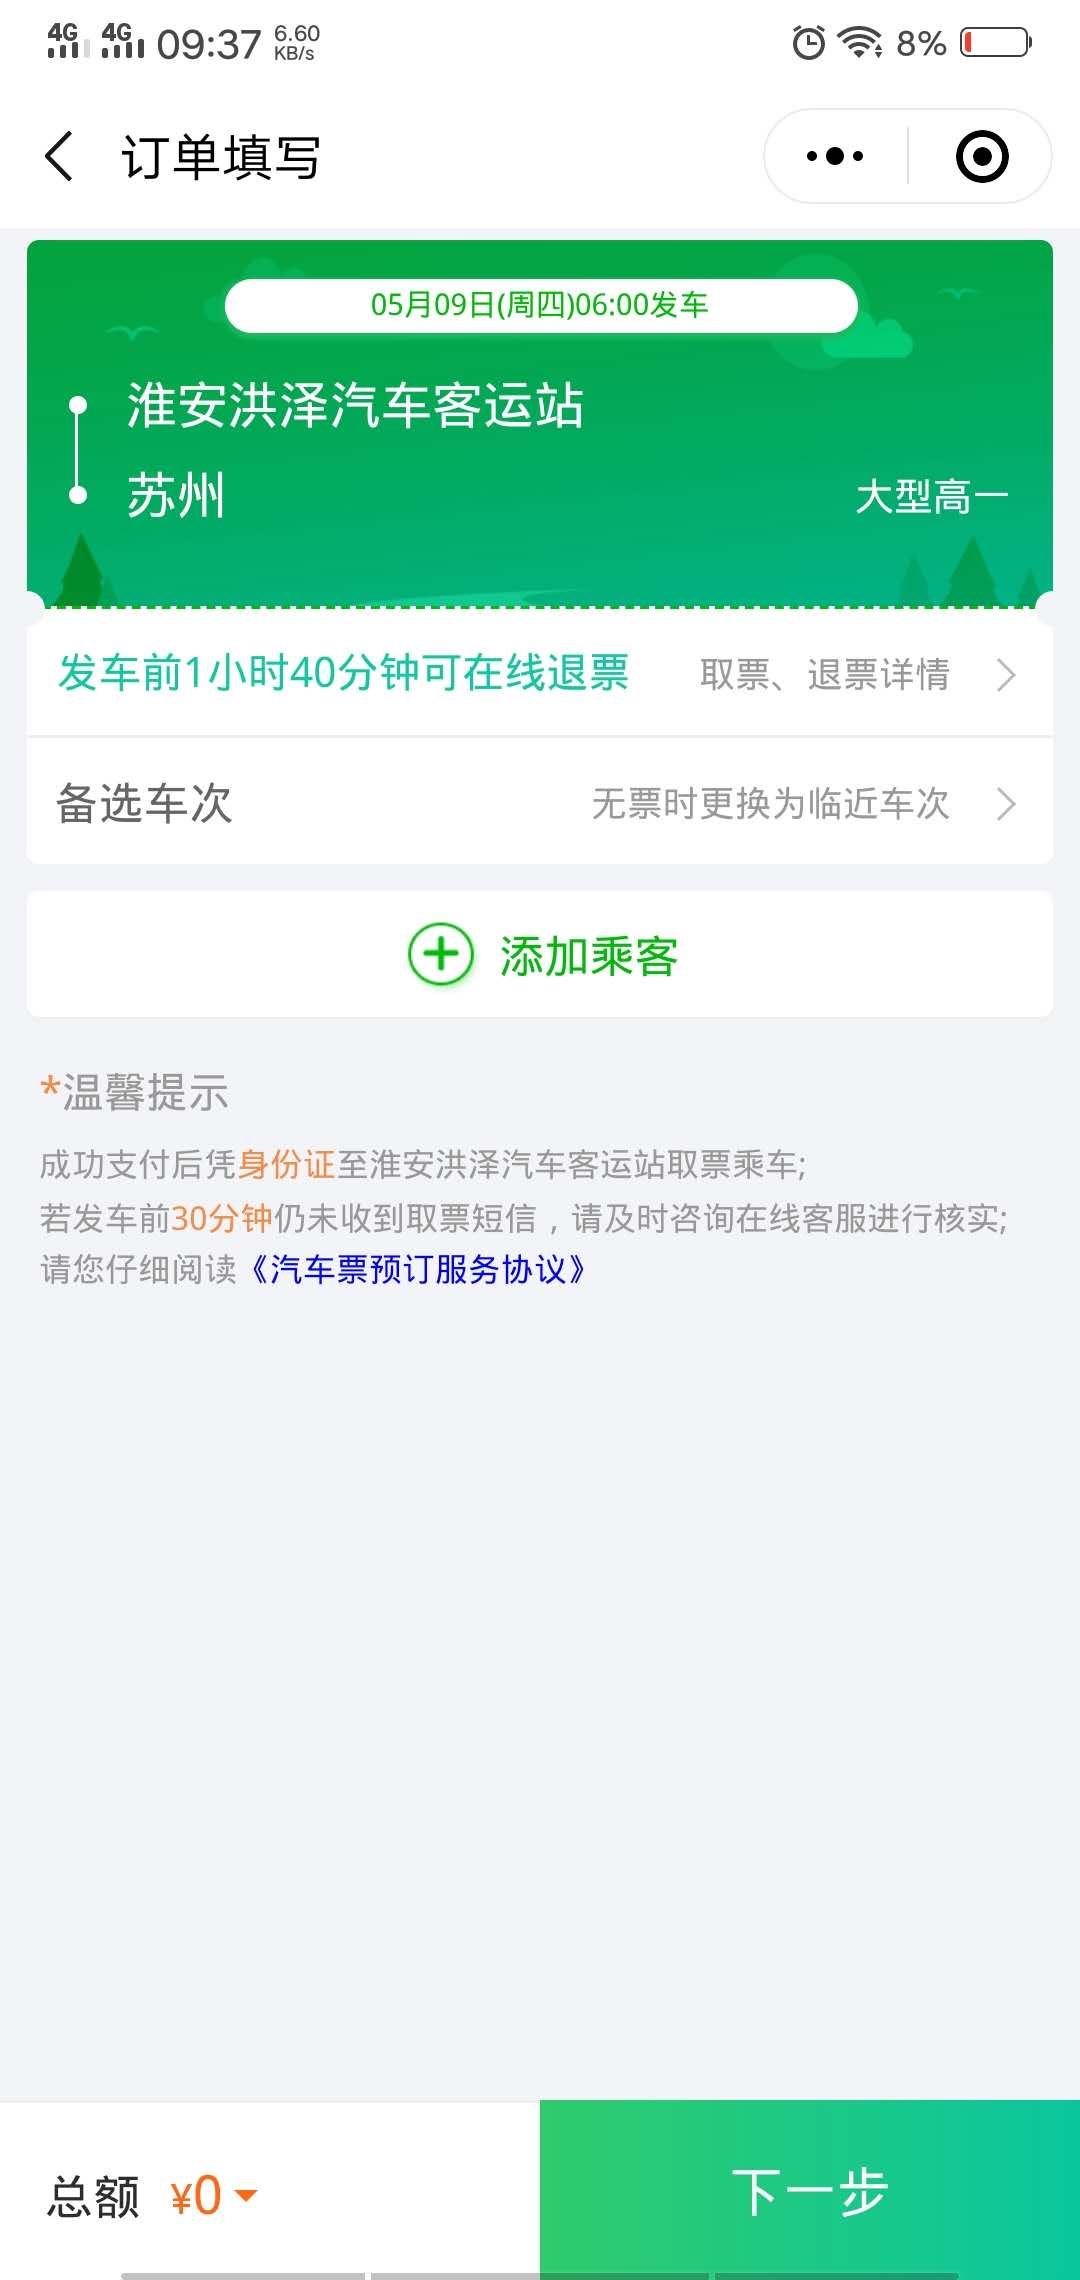 4G 4G 09:37 6.60 KB/s 8%
订单填写
05月09日(周四)06:00发车
淮安洪泽汽车客运站
苏州 大型高一
发车前1小时40分钟可在线退票 取票、退票详情
备选车次 无票时更换为临近车次
添加乘客
*温馨提示
成功支付后凭身份证至淮安洪泽汽车客运站取票乘车;
若发车前30分钟仍未收到取票短信，请及时咨询在线客服进行核实;
请您仔细阅读《汽车票预订服务协议》
总额 ¥0 下一步